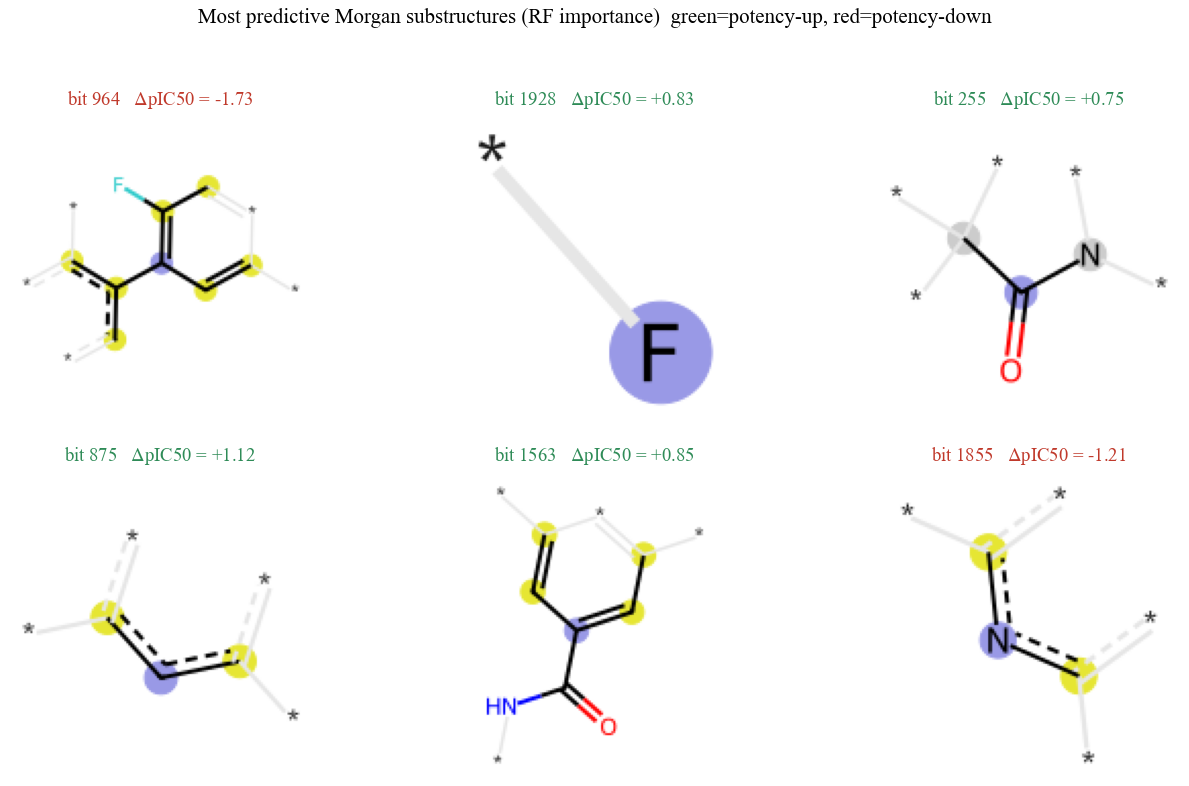 Most predictive Morgan substructures (RF importance)  green=potency-up, red=potency-down
bit 964   ΔpIC50 = -1.73
bit 1928   ΔpIC50 = +0.83
bit 255   ΔpIC50 = +0.75
F
*
*
*
*
*
*
F
*
*
*
*
*
N
O
bit 875   ΔpIC50 = +1.12
bit 1563   ΔpIC50 = +0.85
bit 1855   ΔpIC50 = -1.21
*
*
*
*
*
*
*
HN
O
*
*
*
N
*
*